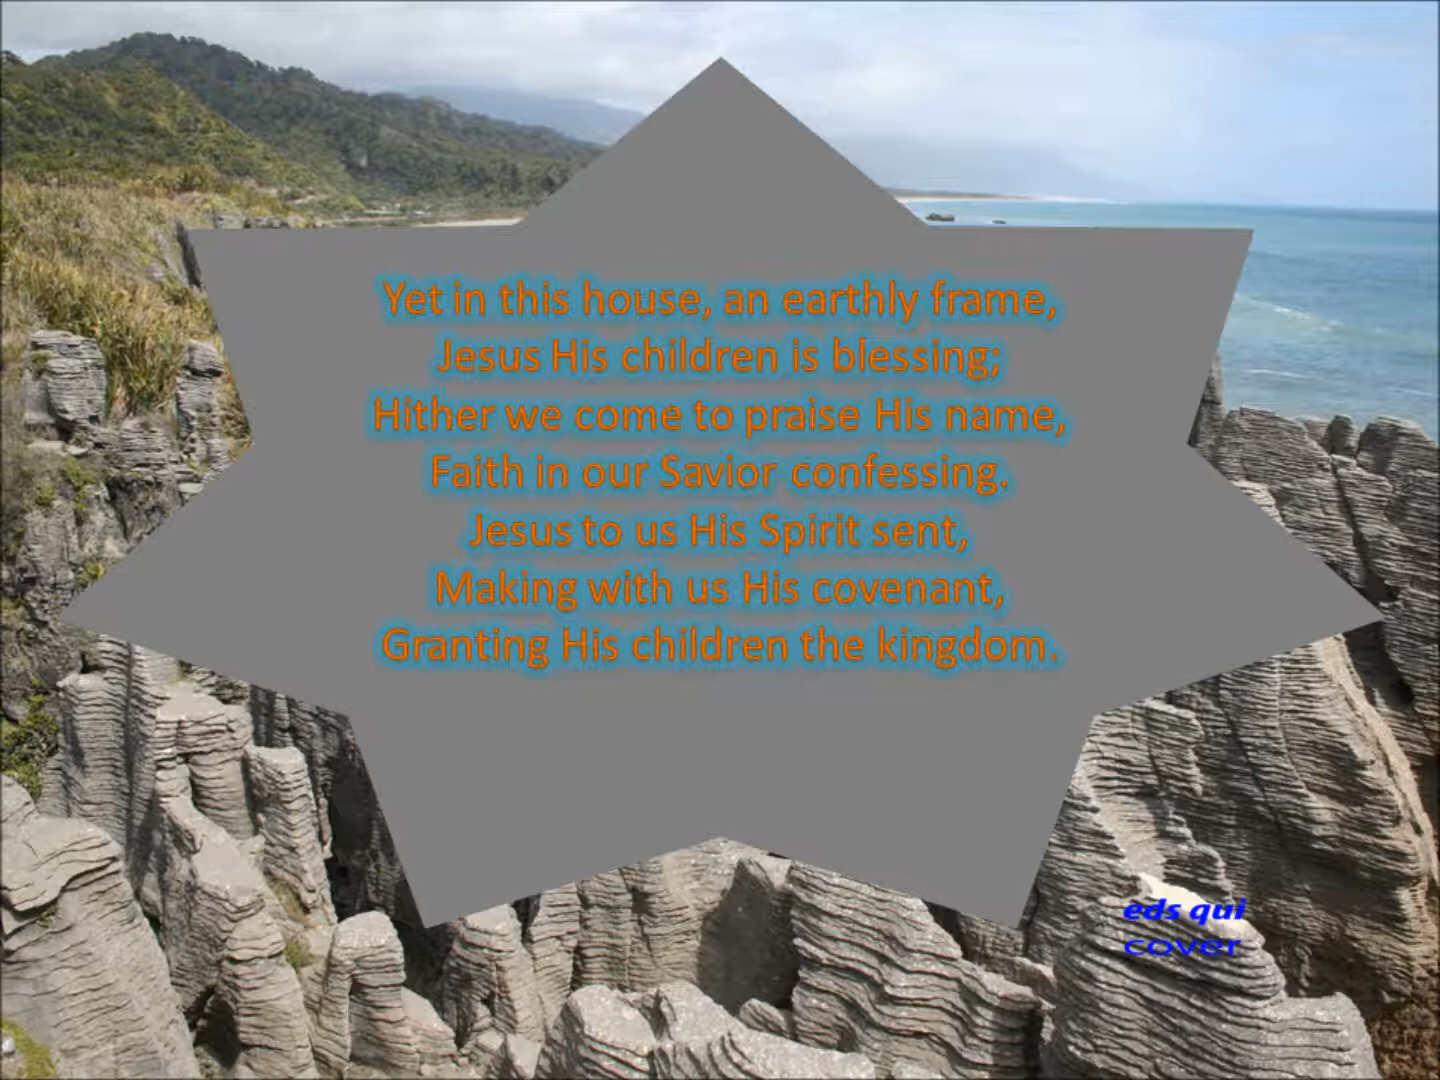 Yet in this house, an earthly frame,
Jesus His children is blessing;
Hither we come to praise His name,
Faith in our Savior confessing.
Jesus to us His Spirit sent,
Making with us His covenant,
Granting His children the kingdom.
eds qui
cover